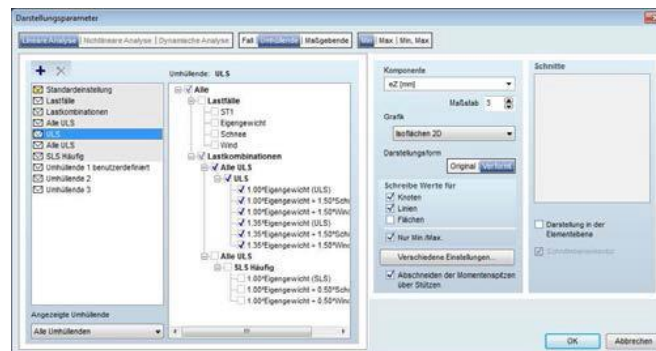 Darstellungsparameter
Lineare Analyse | Nichtlineare Analyse | Dynamische Analyse
Fall | Umhüllende | Maßgebende
Min | Max | Min, Max
Umhüllende: ULS
Standardeinstellung
Lastfälle
Lastkombinationen
Alle ULS
ULS
Alle ULS
SLS Häufig
Umhüllende 1 benutzerdefiniert
Umhüllende 2
Umhüllende 3
Angezeigte Umhüllende
Alle Umhüllenden
Alle
Lastfälle
ST1
Eigengewicht
Schnee
Wind
Lastkombinationen
Alle ULS
ULS
1.00*Eigengewicht (ULS)
1.00*Eigengewicht + 1.50*Schn
1.00*Eigengewicht + 1.50*Wind
1.35*Eigengewicht (ULS)
1.35*Eigengewicht + 1.50*Schn
1.35*Eigengewicht + 1.50*Wind
Alle ULS
SLS Häufig
1.00*Eigengewicht (SLS)
1.00*Eigengewicht + 0.50*Schn
1.00*Eigengewicht + 0.50*Wind
Komponente
eZ [mm]
Maßstab 3
Grafik
Isoflächen 2D
Darstellungsform
Original Verformt
Schreibe Werte für
Knoten
Linien
Flächen
Nur Min./Max.
Verschiedene Einstellungen...
Abschneiden der Momentenspitzen
über Stützen
Schnitte
Darstellung in der
Elementebene
OK
Abbrechen